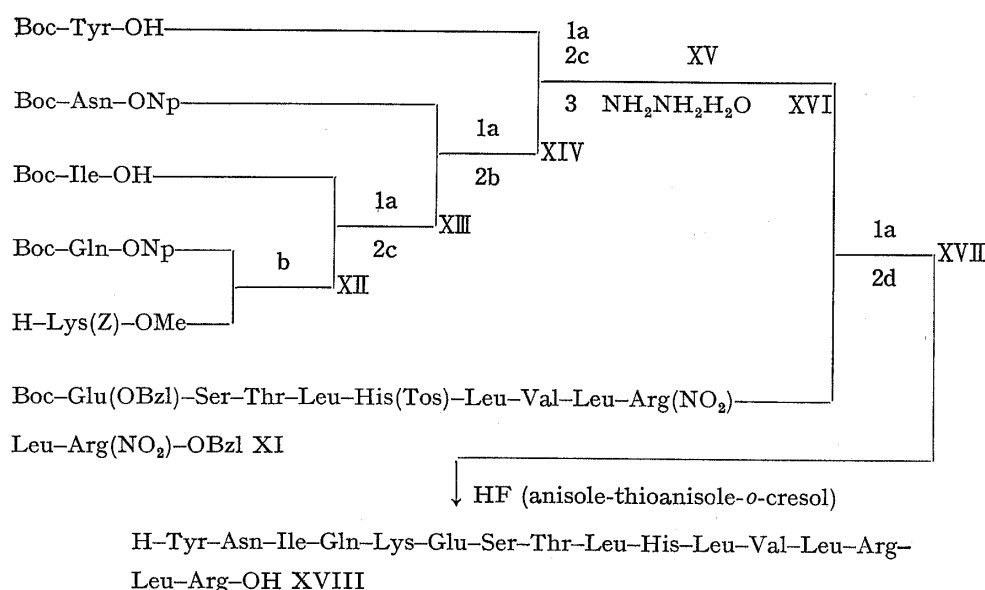 Boc–Tyr–OH
1a
2c XV
Boc–Asn–ONp
3 NH₂NH₂H₂O XVI
1a
XIV
2b
Boc–Ile–OH
1a
XIII
2c
1a
XVII
2d
Boc–Gln–ONp
b
XII
H–Lys(Z)–OMe
Boc–Glu(OBzl)–Ser–Thr–Leu–His(Tos)–Leu–Val–Leu–Arg(NO₂)–
Leu–Arg(NO₂)–OBzl XI
HF (anisole-thioanisole-o-cresol)
H–Tyr–Asn–Ile–Gln–Lys–Glu–Ser–Thr–Leu–His–Leu–Val–Leu–Arg–
Leu–Arg–OH XVIII